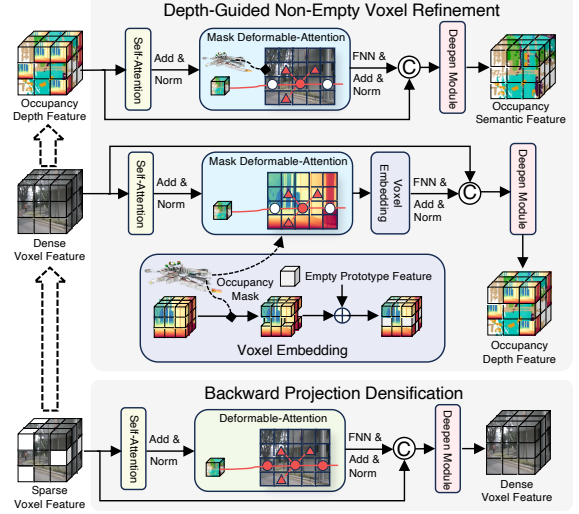 Depth-Guided Non-Empty Voxel Refinement
Occupancy
Depth Feature
Self-Attention
Add &
Norm
Mask Deformable-Attention
FNN &
Add &
Norm
C
Deepen Module
Occupancy
Semantic Feature
Dense
Voxel Feature
Self-Attention
Add &
Norm
Mask Deformable-Attention
Voxel
Embedding
FNN &
Add &
Norm
C
Deepen Module
Occupancy
Mask
Empty Prototype Feature
Voxel Embedding
Occupancy
Depth Feature
Backward Projection Densification
Sparse
Voxel Feature
Self-Attention
Add &
Norm
Deformable-Attention
FNN &
Add &
Norm
C
Deepen Module
Dense
Voxel Feature